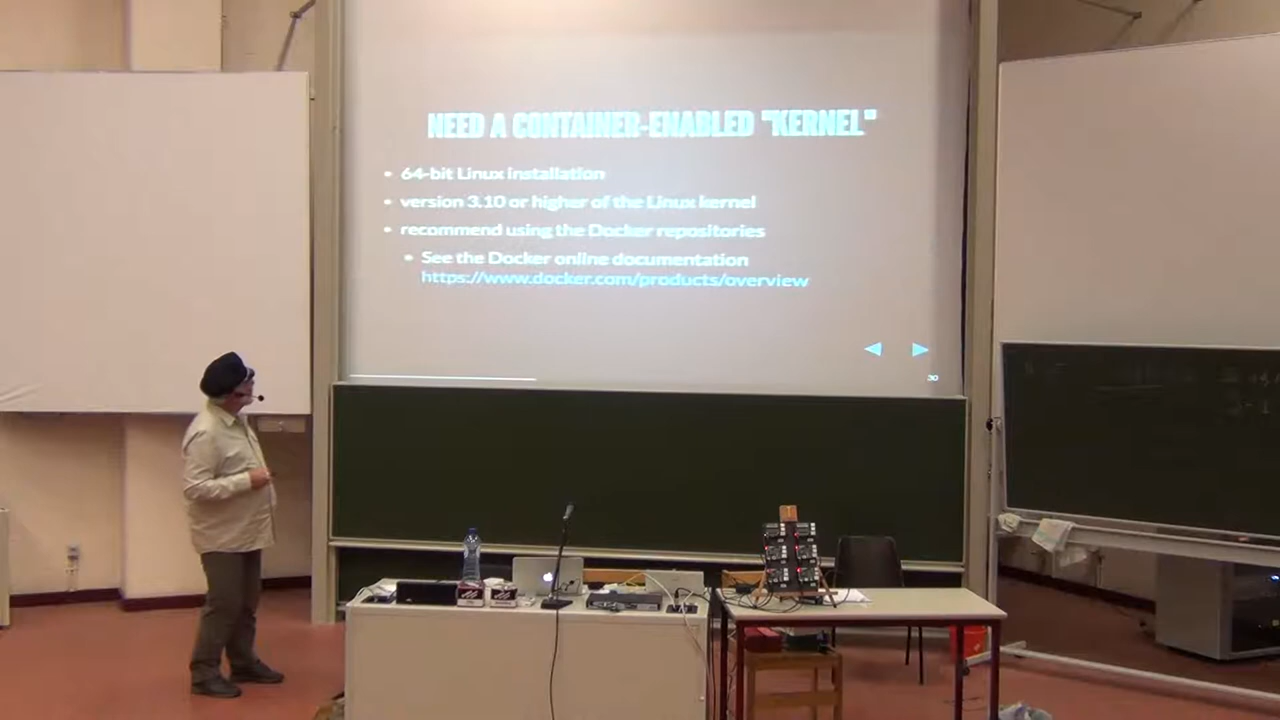 NEED A CONTAINER-ENABLED "KERNEL"
• 64-bit Linux installation
• version 3.10 or higher of the Linux kernel
• recommend using the Docker repositories
• See the Docker online documentation
https://www.docker.com/products/overview
30